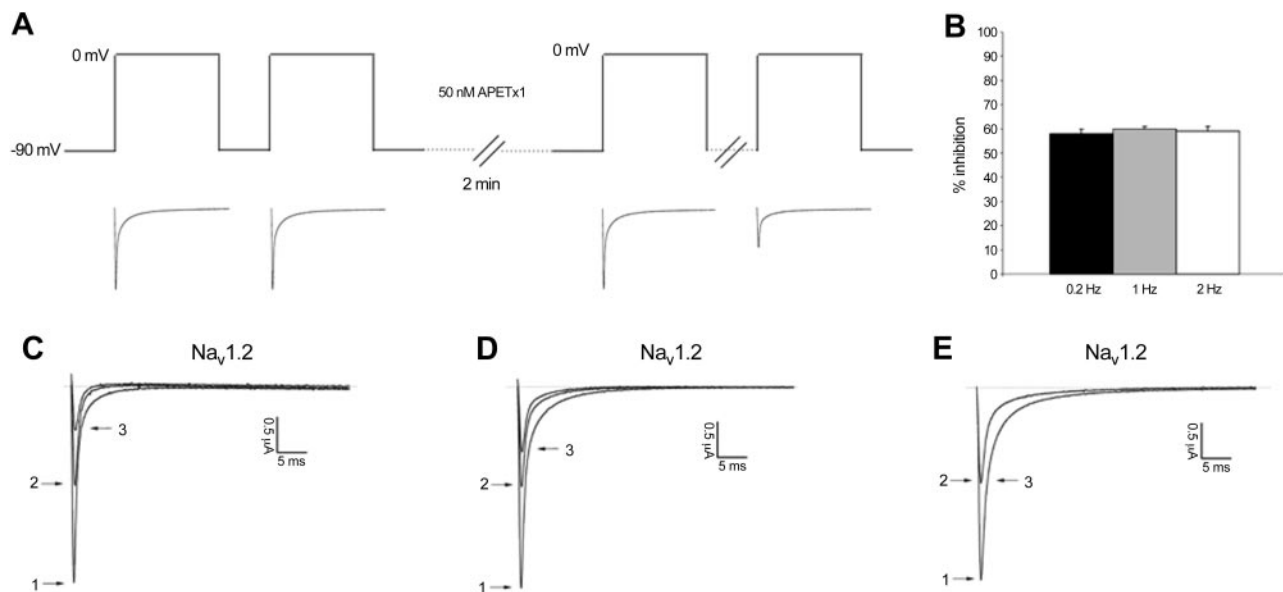 A
0 mV
-90 mV
50 nM APETx1
2 min
0 mV
B
% inhibition
100
90
80
70
60
50
40
30
20
10
0
0.2 Hz 1 Hz 2 Hz
C
Nav1.2
3
2
1
0.5 µA
5 ms
D
Nav1.2
3
2
1
0.5 µA
5 ms
E
Nav1.2
2 3
1
0.5 µA
5 ms